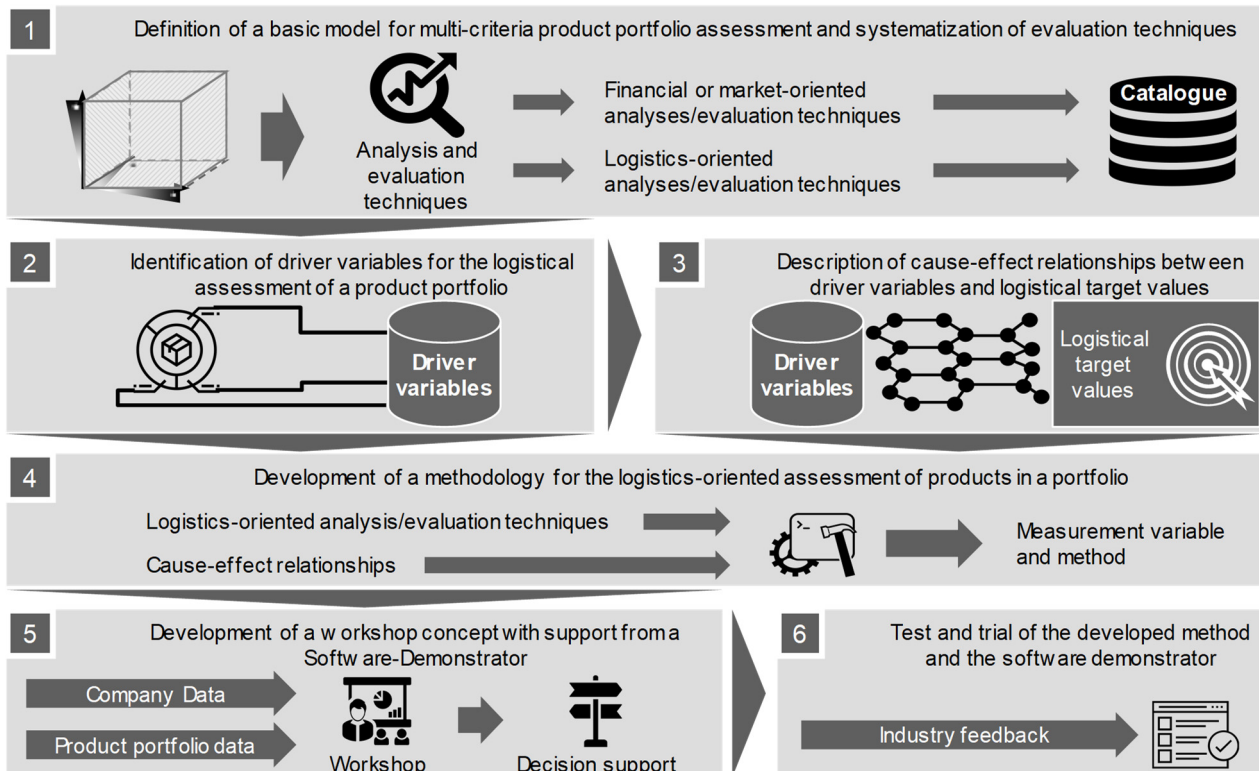 1
Definition of a basic model for multi-criteria product portfolio assessment and systematization of evaluation techniques
Analysis and
evaluation
techniques
Financial or market-oriented
analyses/evaluation techniques
Logistics-oriented
analyses/evaluation techniques
Catalogue
2
Identification of driver variables for the logistical
assessment of a product portfolio
Driver
variables
3
Description of cause-effect relationships between
driver variables and logistical target values
Driver
variables
Logistical
target
values
4
Development of a methodology for the logistics-oriented assessment of products in a portfolio
Logistics-oriented analysis/evaluation techniques
Cause-effect relationships
Measurement variable
and method
5
Development of a workshop concept with support from a
Software-Demonstrator
Company Data
Product portfolio data
Workshop
Decision support
6
Test and trial of the developed method
and the software demonstrator
Industry feedback